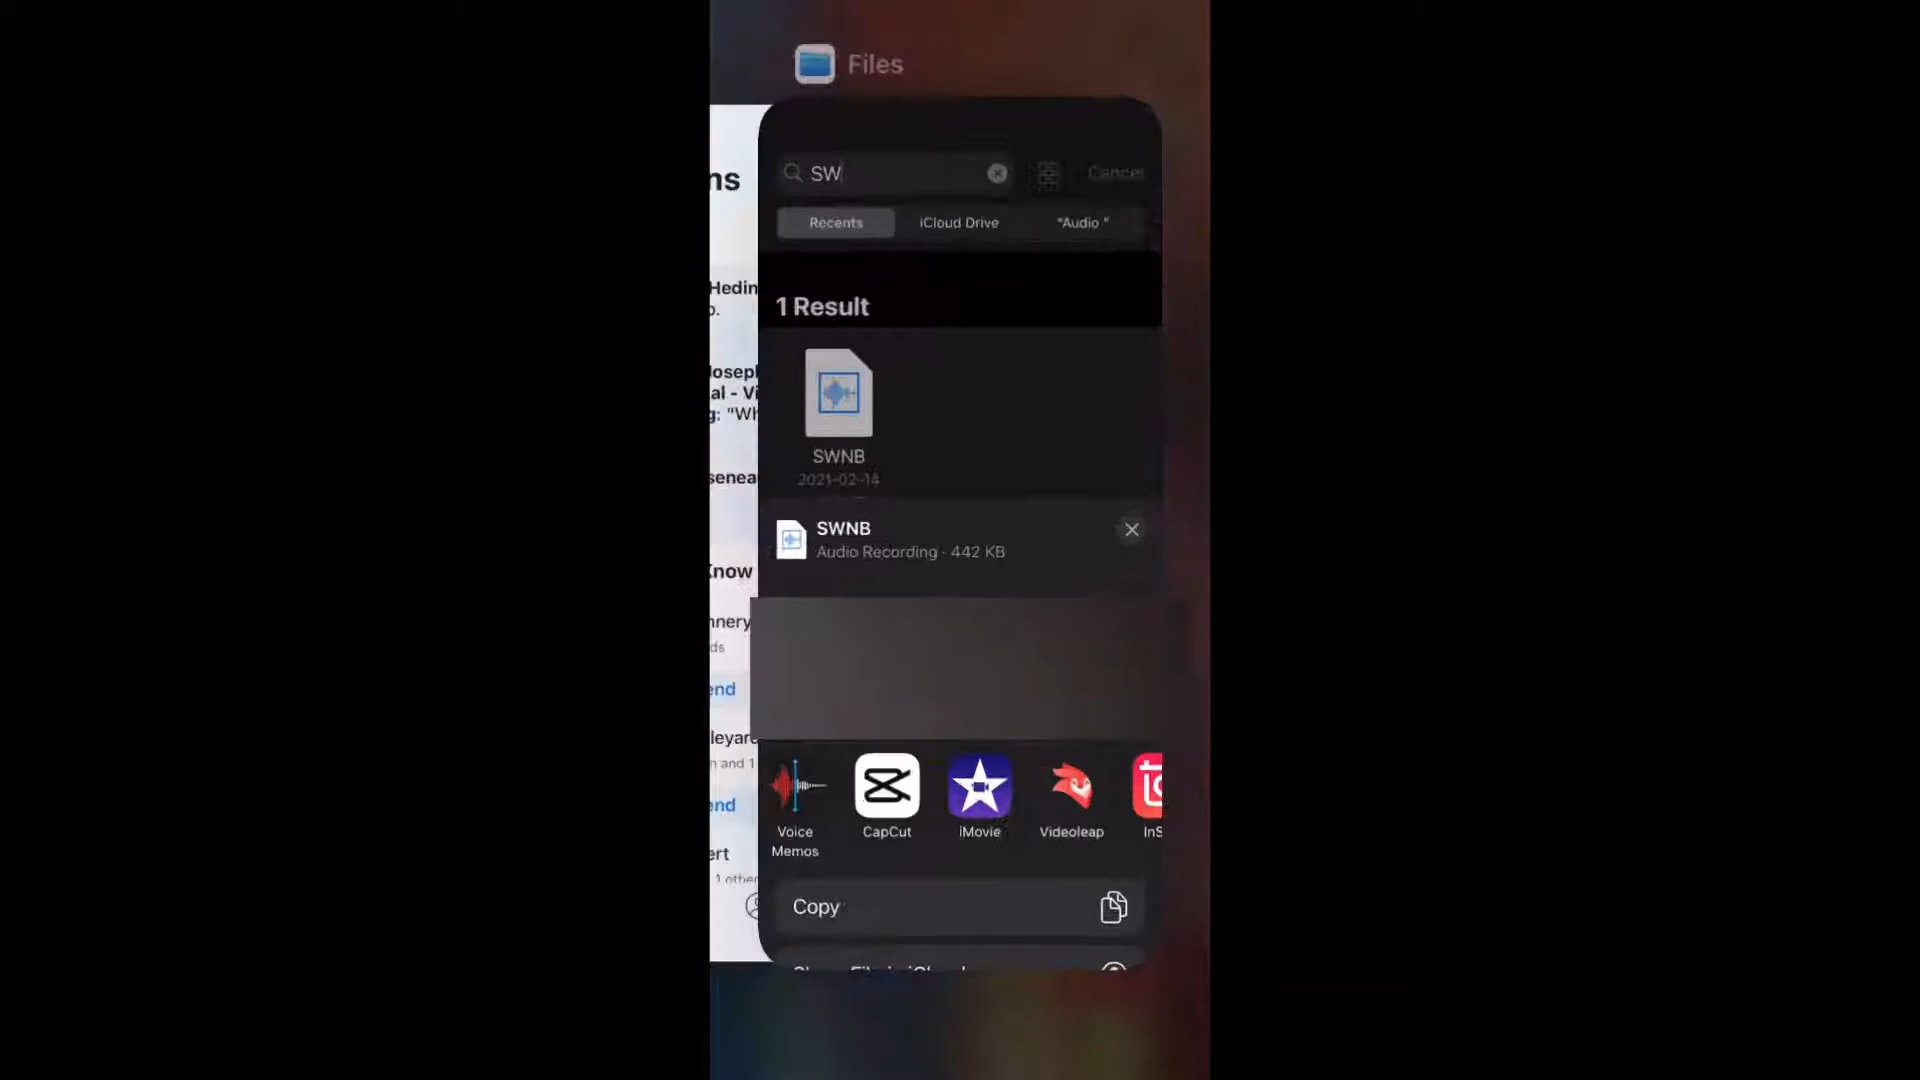 Files
ns
SW
Cancel
Recents
iCloud Drive
"Audio "
Hedin
1 Result
SWNB
2021-02-14
SWNB
Audio Recording · 442 KB
al - Vi
g: "Wh
senea
Know
nnery
ds
end
leyard
n and 1
end
ert
1 other
Voice
Memos
CapCut
iMovie
Videoleap
InS
Copy